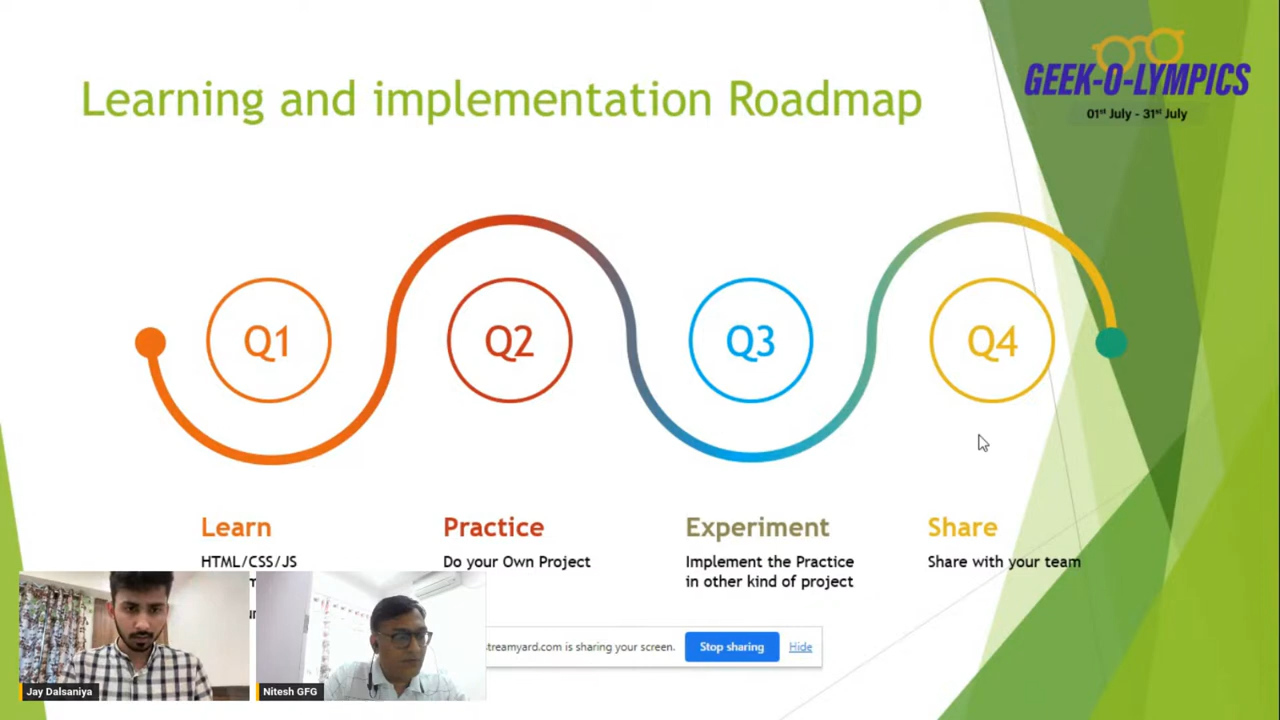 Learning and implementation Roadmap
GEEK-O-LYMPICS
01st July - 31st July
Q1
Q2
Q3
Q4
Learn
HTML/CSS/JS
Practice
Do your Own Project
Experiment
Implement the Practice
in other kind of project
Share
Share with your team
streamyard.com is sharing your screen.
Stop sharing
Hide
Jay Dalsaniya
Nitesh GFG